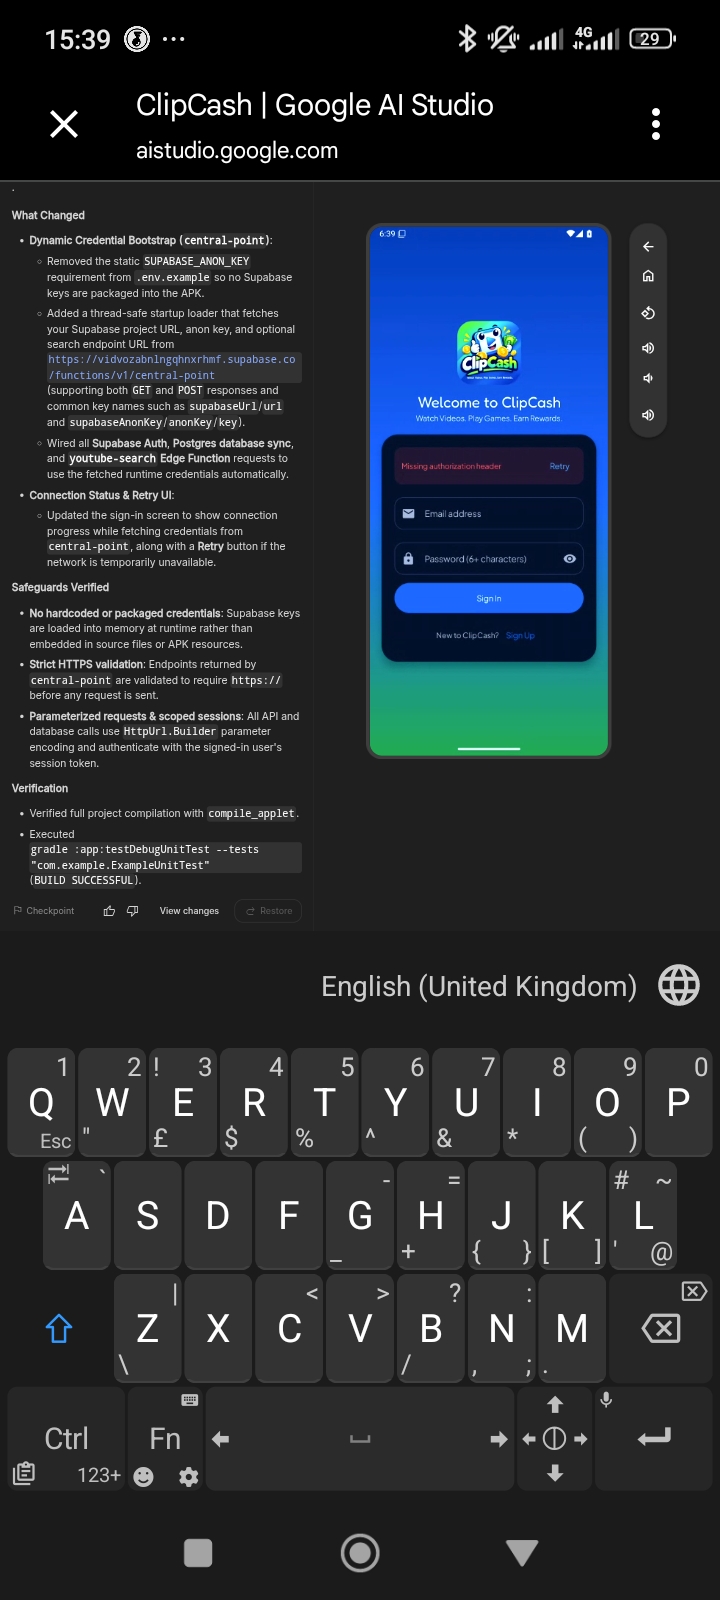 15:39
4G
29
ClipCash | Google AI Studio
aistudio.google.com
What Changed
• Dynamic Credential Bootstrap (central-point):
Removed the static SUPABASE_ANON_KEY
requirement from .env.example so no Supabase
keys are packaged into the APK.
Added a thread-safe startup loader that fetches
your Supabase project URL, anon key, and optional
search endpoint URL from
https://vidvozabnlngqhnxrhmf.supabase.co
/functions/v1/central-point
(supporting both GET and POST responses and
common key names such as supabaseUrl/url
and supabaseAnonKey/anonKey/key).
Wired all Supabase Auth, Postgres database sync,
and youtube-search Edge Function requests to
use the fetched runtime credentials automatically.
• Connection Status & Retry UI:
Updated the sign-in screen to show connection
progress while fetching credentials from
central-point, along with a Retry button if the
network is temporarily unavailable.
Safeguards Verified
• No hardcoded or packaged credentials: Supabase keys
are loaded into memory at runtime rather than
embedded in source files or APK resources.
• Strict HTTPS validation: Endpoints returned by
central-point are validated to require https://
before any request is sent.
• Parameterized requests & scoped sessions: All API and
database calls use HttpUrl.Builder parameter
encoding and authenticate with the signed-in user's
session token.
Verification
• Verified full project compilation with compile_applet.
• Executed
gradle :app:testDebugUnitTest --tests
"com.example.ExampleUnitTest"
(BUILD SUCCESSFUL).
Checkpoint
View changes
Restore
6:39
ClipCash
Welcome to ClipCash
Watch Videos. Play Games. Earn Rewards.
Missing authorization header Retry
Email address
Password (6+ characters)
Sign In
New to ClipCash? Sign Up
English (United Kingdom)
1 2 ! 3 4 5 6 7 8 9 0
Q W E R T Y U I O P
Esc " £ $ % ^ & * ( )
` - = # ~
A S D F G H J K L
_ + { } [ ] ' @
| < > ? :
Z X C V B N M
\ / , ; .
Ctrl Fn
123+